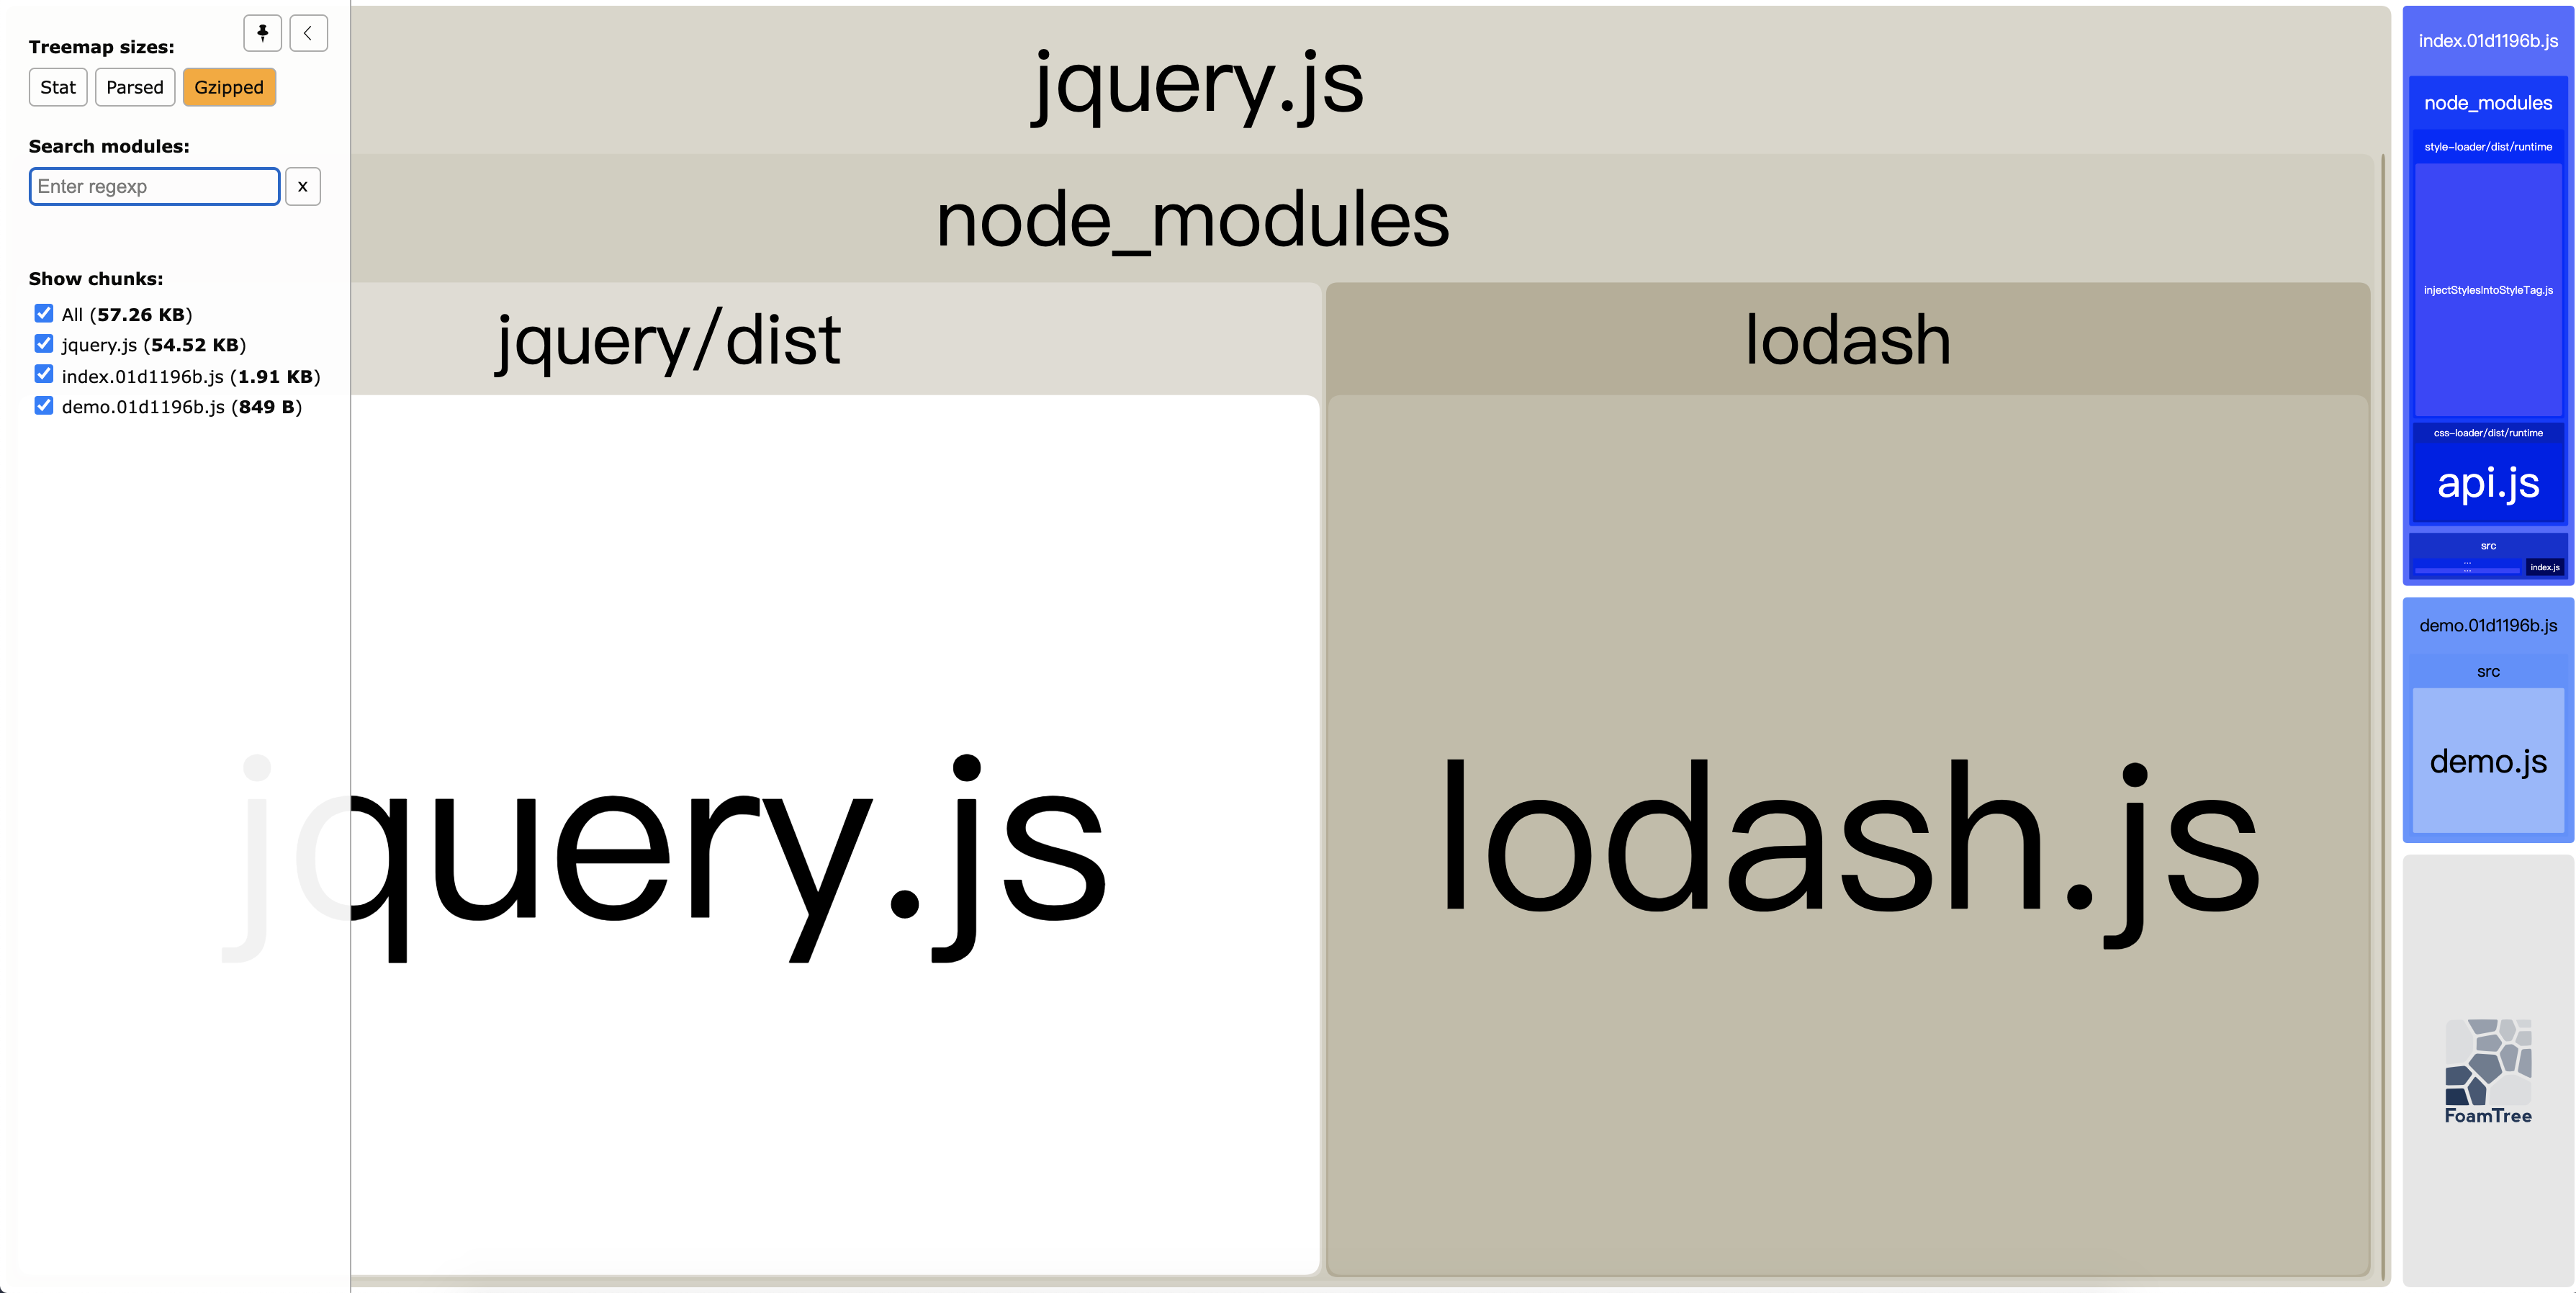 Treemap sizes:
Stat
Parsed
Gzipped
Search modules:
Enter regexp
x
Show chunks:
All (57.26 KB)
jquery.js (54.52 KB)
index.01d1196b.js (1.91 KB)
demo.01d1196b.js (849 B)
jquery.js
node_modules
jquery/dist
jquery.js
lodash
lodash.js
index.01d1196b.js
node_modules
style-loader/dist/runtime
injectStylesIntoStyleTag.js
css-loader/dist/runtime
api.js
src
...
...
index.js
demo.01d1196b.js
src
demo.js
FoamTree